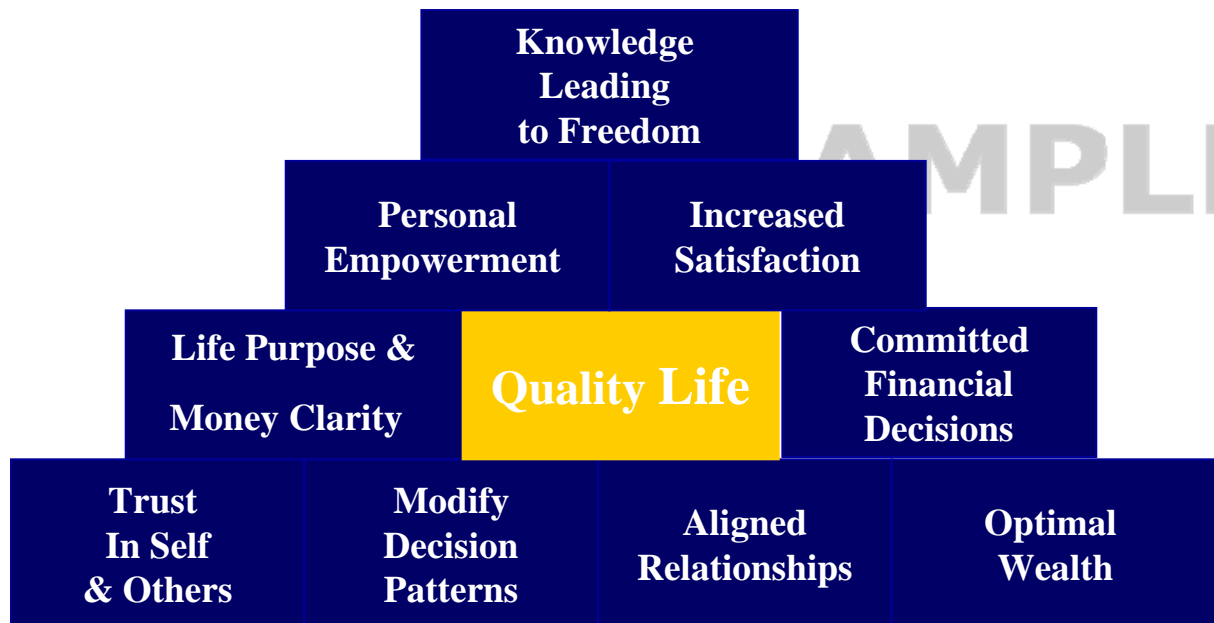 Knowledge
Leading
to Freedom
AMPL
Personal
Empowerment
Increased
Satisfaction
Life Purpose &
Money Clarity
Quality Life
Committed
Financial
Decisions
Trust
In Self
& Others
Modify
Decision
Patterns
Aligned
Relationships
Optimal
Wealth